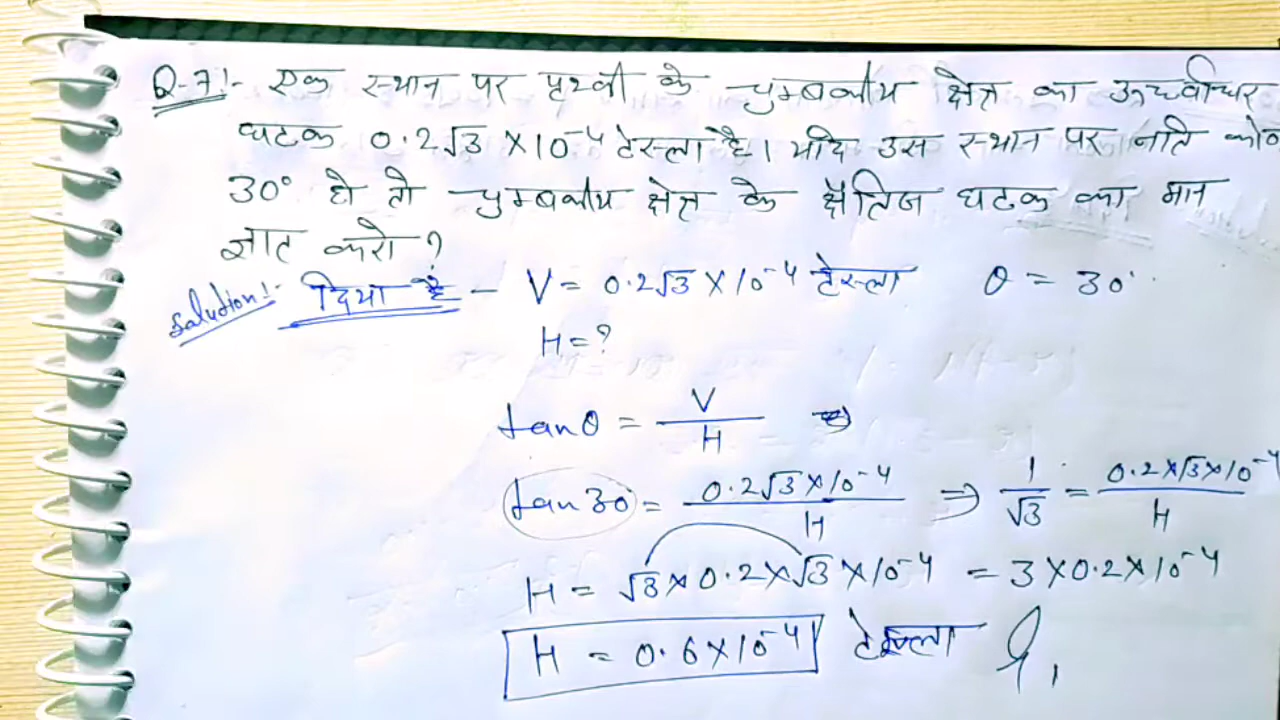 Q-7:- एक स्थान पर पृथ्वी के चुम्बकीय क्षेत्र का ऊर्ध्वाधर
घटक 0.2√3 ×10⁻⁴ टेस्ला है। यदि उस स्थान पर नति कोण
30° हो तो चुम्बकीय क्षेत्र के क्षैतिज घटक का मान
ज्ञात करो ?
Solution:- दिया है - V = 0.2√3 × 10⁻⁴ टेस्ला θ = 30°
H = ?
tanθ = V/H
tan30 = 0.2√3×10⁻⁴/H ⇒ 1/√3 = 0.2×√3×10⁻⁴/H
H = √3×0.2×√3×10⁻⁴ = 3×0.2×10⁻⁴
H = 0.6×10⁻⁴ टेस्ला